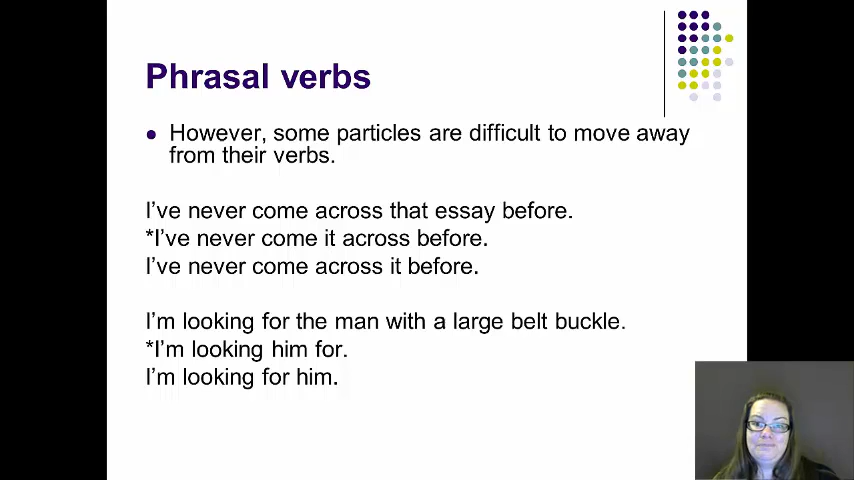 Phrasal verbs
However, some particles are difficult to move away
from their verbs.
I've never come across that essay before.
*I've never come it across before.
I've never come across it before.
I'm looking for the man with a large belt buckle.
*I'm looking him for.
I'm looking for him.